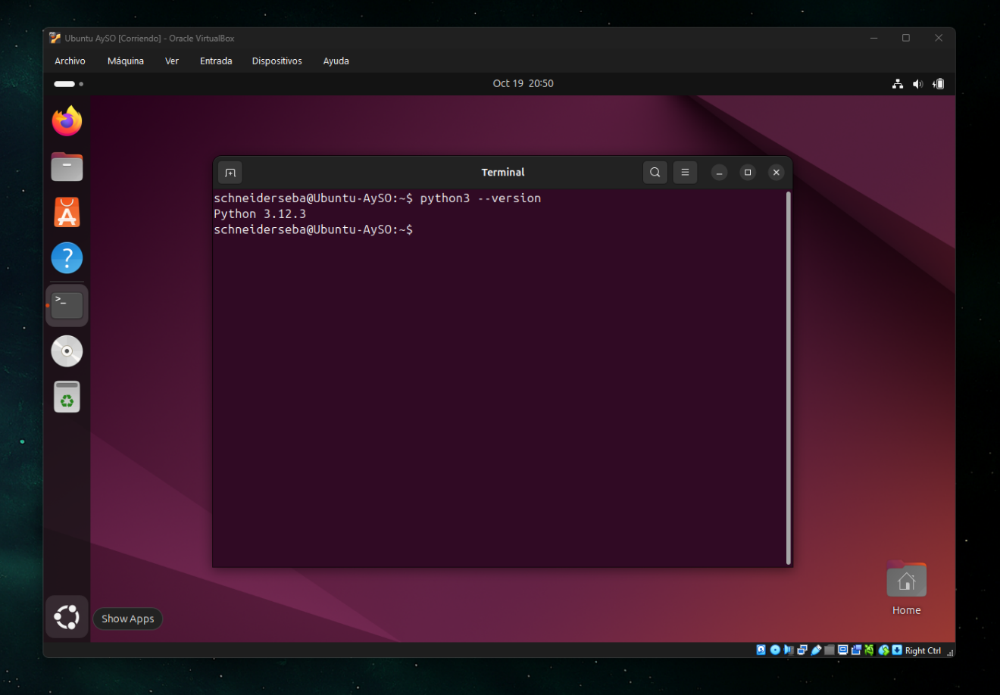 Ubuntu AySO [Corriendo] - Oracle VirtualBox
Archivo Máquina Ver Entrada Dispositivos Ayuda
Oct 19 20:50
Terminal
schneiderseba@Ubuntu-AySO:~$ python3 --version
Python 3.12.3
schneiderseba@Ubuntu-AySO:~$
Home
Show Apps
Right Ctrl